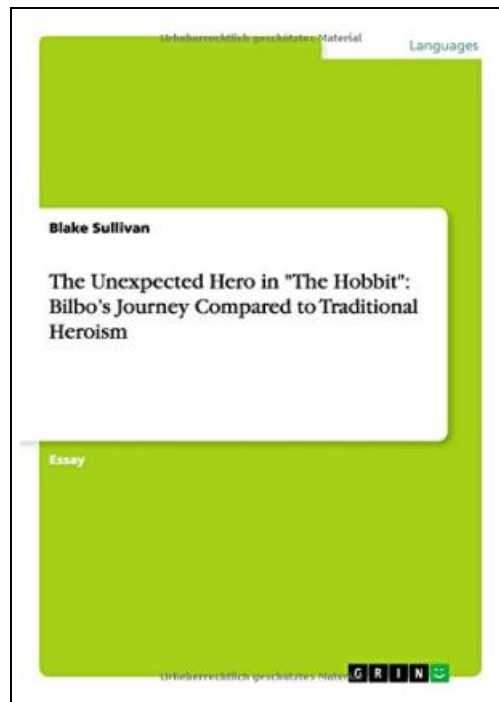 Urheberrechtlich geschütztes Material
Languages
Blake Sullivan
The Unexpected Hero in "The Hobbit":
Bilbo's Journey Compared to Traditional
Heroism
Essay
Urheberrechtlich geschütztes Material
GRIN